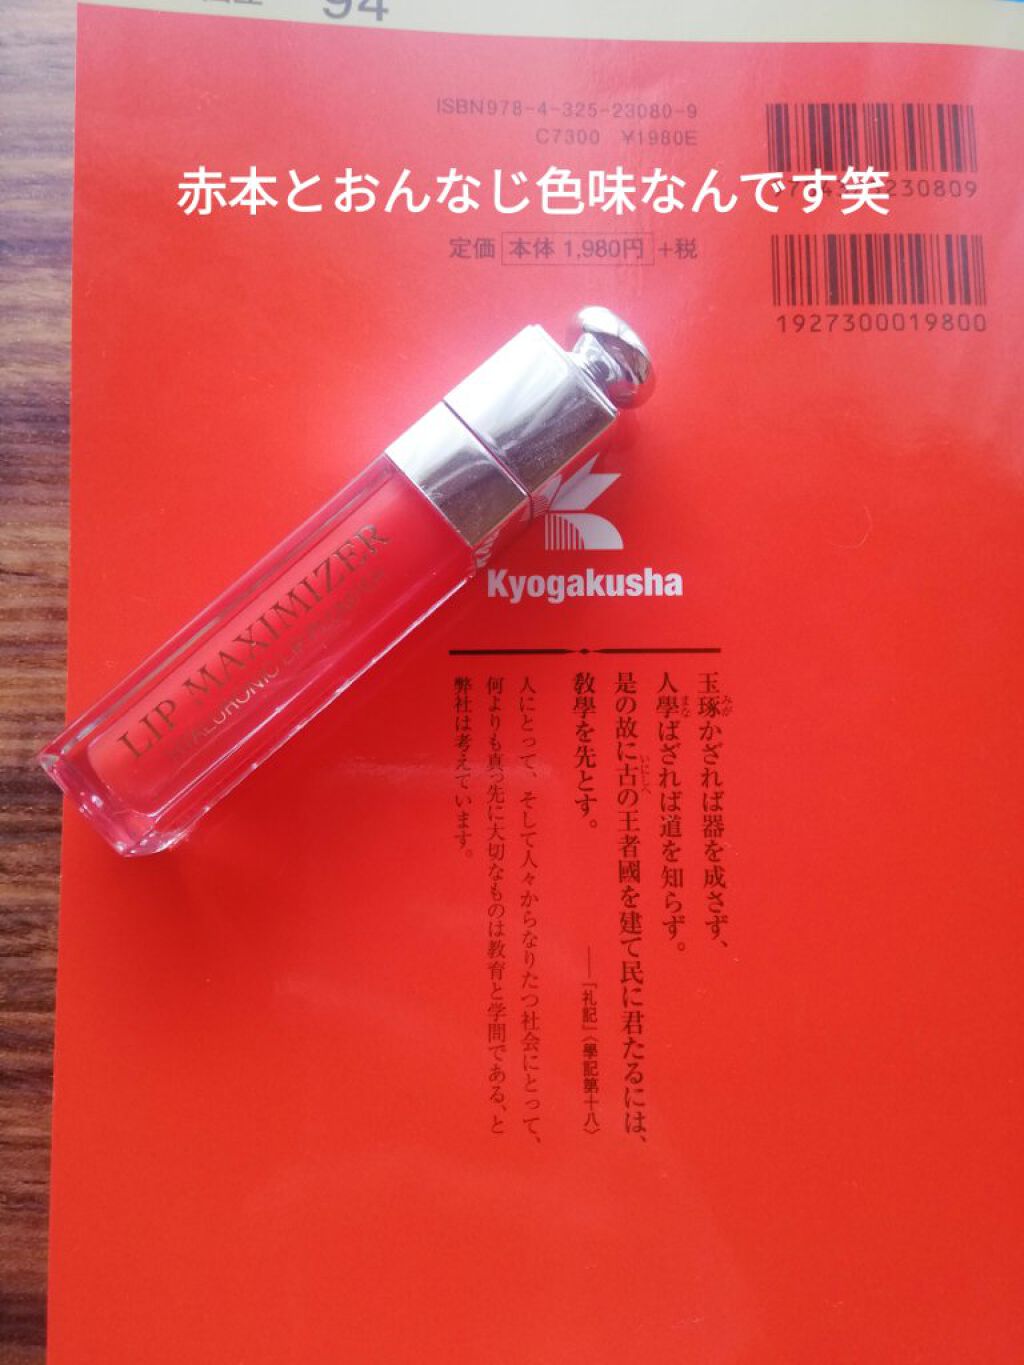 94
ISBN978-4-325-23080-9
C7300 ¥1980E
赤本とおんなじ色味なんです笑
230809
定価 本体 1,980円 +税
1927300019800
LIP MAXIMIZER
Kyogakusha
玉琢かざれば器を成さず、
人學ばざれば道を知らず。
是の故に古の王者國を建て民に君たるには、
敎學を先とす。
――『礼記』〈學記第十八〉
人にとって、そして人々からなりたつ社会にとって、
何よりも真っ先に大切なものは教育と学問である、と
弊社は考えています。